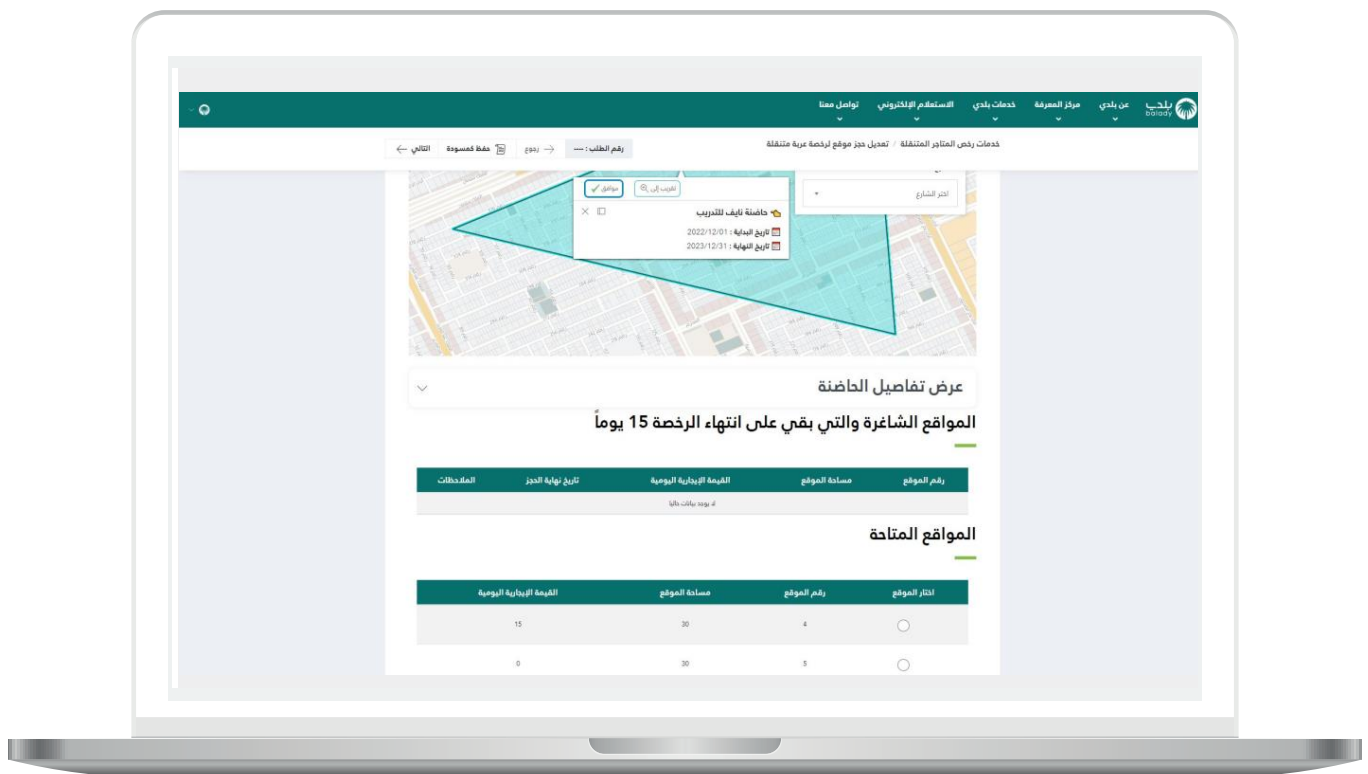 بلدي
balady
عن بلدي
مركز المعرفة
خدمات بلدي
الاستعلام الإلكتروني
تواصل معنا
خدمات رخص المتاجر المتنقلة / تعديل حجز موقع لرخصة عربة متنقلة
رقم الطلب : ----
رجوع
حفظ كمسودة
التالي
اختر الشارع
تقريب إلى
موافق
حاضنة نايف للتدريب
تاريخ البداية : 2022/12/01
تاريخ النهاية : 2023/12/31
عرض تفاصيل الحاضنة
المواقع الشاغرة والتي بقي على انتهاء الرخصة 15 يوماً
رقم الموقع مساحة الموقع القيمة الإيجارية اليومية تاريخ نهاية الحجز الملاحظات
لا يوجد بيانات حاليا
المواقع المتاحة
اختار الموقع رقم الموقع مساحة الموقع القيمة الإيجارية اليومية
4 30 15
5 30 0